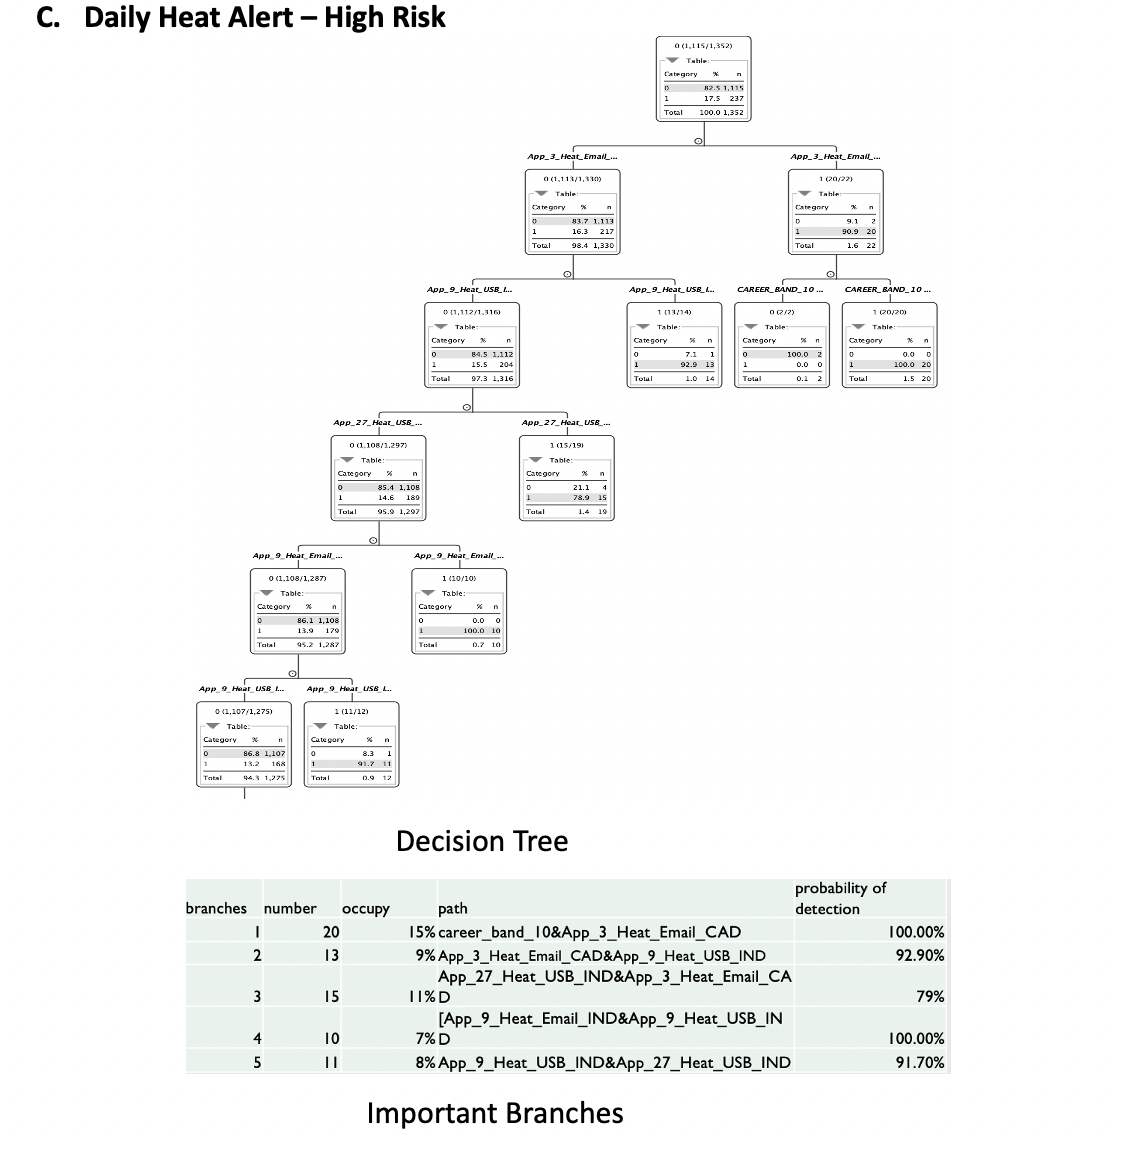 C. Daily Heat Alert – High Risk
0 (1,115/1,352)
Table:
Category % n
0 82.5 1,115
1 17.5 237
Total 100.0 1,352
App_3_Heat_Email_...
App_3_Heat_Email_...
0 (1,113/1,330)
Table:
Category % n
0 83.7 1,113
1 16.3 217
Total 98.4 1,330
1 (20/22)
Table:
Category % n
0 9.1 2
1 90.9 20
Total 1.6 22
App_9_Heat_USB_I...
App_9_Heat_USB_I...
CAREER_BAND_10 ...
CAREER_BAND_10 ...
0 (1,112/1,316)
Table:
Category % n
0 84.5 1,112
1 15.5 204
Total 97.3 1,316
1 (13/14)
Table:
Category % n
0 7.1 1
1 92.9 13
Total 1.0 14
0 (2/2)
Table:
Category % n
0 100.0 2
1 0.0 0
Total 0.1 2
1 (20/20)
Table:
Category % n
0 0.0 0
1 100.0 20
Total 1.5 20
App_27_Heat_USB_...
App_27_Heat_USB_...
0 (1,108/1,297)
Table:
Category % n
0 85.4 1,108
1 14.6 189
Total 95.9 1,297
1 (15/19)
Table:
Category % n
0 21.1 4
1 78.9 15
Total 1.4 19
App_9_Heat_Email_...
App_9_Heat_Email_...
0 (1,108/1,287)
Table:
Category % n
0 86.1 1,108
1 13.9 179
Total 95.2 1,287
1 (10/10)
Table:
Category % n
0 0.0 0
1 100.0 10
Total 0.7 10
App_9_Heat_USB_I...
App_9_Heat_USB_I...
0 (1,107/1,275)
Table:
Category % n
0 86.8 1,107
1 13.2 168
Total 94.3 1,275
1 (11/12)
Table:
Category % n
0 8.3 1
1 91.7 11
Total 0.9 12
Decision Tree
probability of
branches number occupy path detection
1 20 15% career_band_10&App_3_Heat_Email_CAD 100.00%
2 13 9% App_3_Heat_Email_CAD&App_9_Heat_USB_IND 92.90%
App_27_Heat_USB_IND&App_3_Heat_Email_CA
3 15 11% D 79%
[App_9_Heat_Email_IND&App_9_Heat_USB_IN
4 10 7% D 100.00%
5 11 8% App_9_Heat_USB_IND&App_27_Heat_USB_IND 91.70%
Important Branches